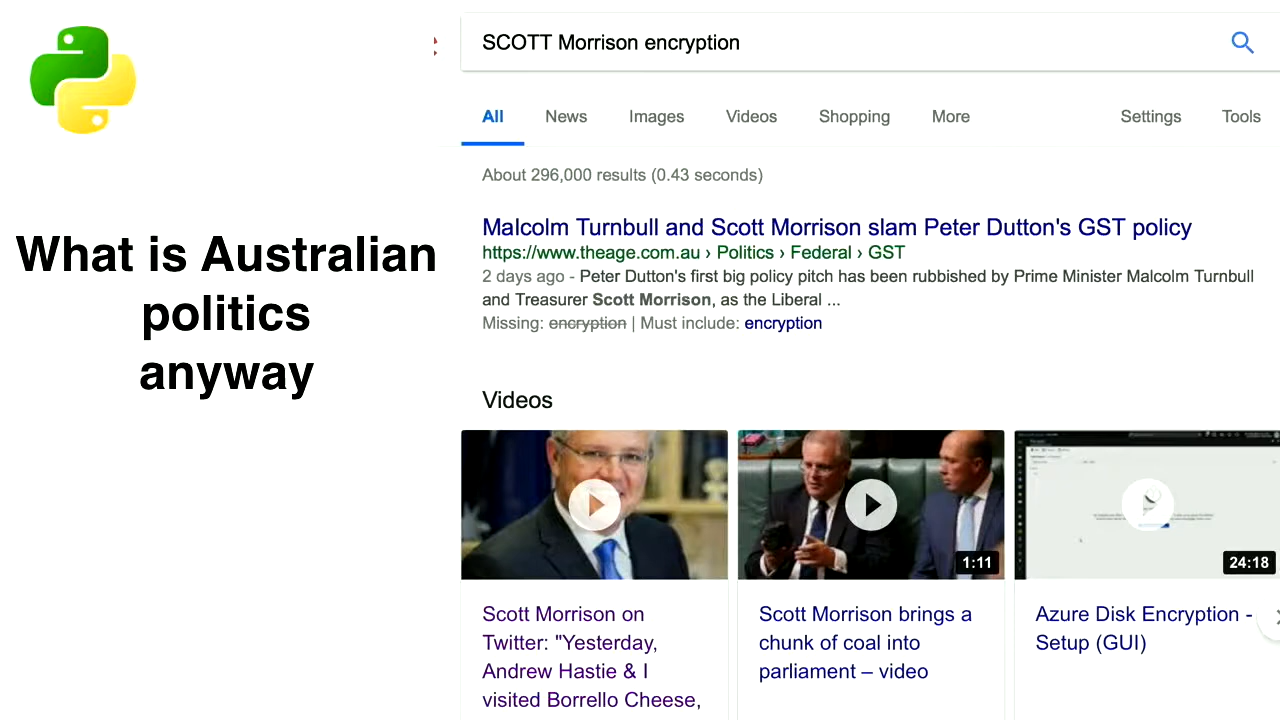 What is Australian
politics
anyway
SCOTT Morrison encryption
All News Images Videos Shopping More Settings Tools
About 296,000 results (0.43 seconds)
Malcolm Turnbull and Scott Morrison slam Peter Dutton's GST policy
https://www.theage.com.au › Politics › Federal › GST
2 days ago - Peter Dutton's first big policy pitch has been rubbished by Prime Minister Malcolm Turnbull
and Treasurer Scott Morrison, as the Liberal ...
Missing: encryption | Must include: encryption
Videos
1:11
24:18
Scott Morrison on
Twitter: "Yesterday,
Andrew Hastie & I
visited Borrello Cheese,
Scott Morrison brings a
chunk of coal into
parliament – video
Azure Disk Encryption -
Setup (GUI)